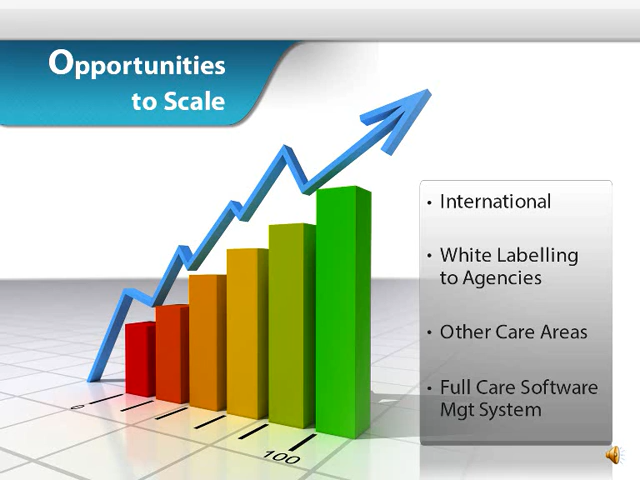 Opportunities
to Scale
• International
• White Labelling
to Agencies
• Other Care Areas
• Full Care Software
Mgt System
0
100